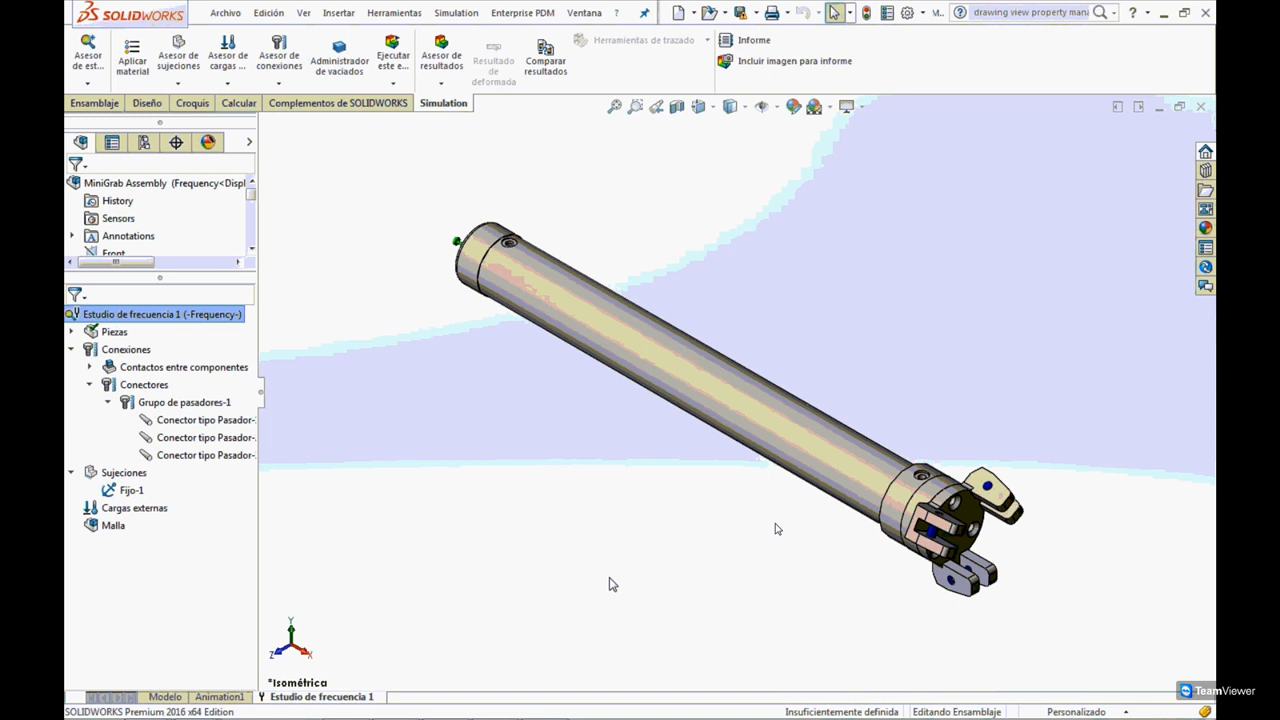 SOLIDWORKS
Archivo Edición Ver Insertar Herramientas Simulation Enterprise PDM Ventana ?
M... drawing view property mana
Asesor de est...
Aplicar material
Asesor de sujeciones
Asesor de cargas ...
Asesor de conexiones
Administrador de vaciados
Ejecutar este e...
Asesor de resultados
Resultado de deformada
Comparar resultados
Herramientas de trazado
Informe
Incluir imagen para informe
Ensamblaje Diseño Croquis Calcular Complementos de SOLIDWORKS Simulation
MiniGrab Assembly (Frequency<Displ
History
Sensors
Annotations
Front
Estudio de frecuencia 1 (-Frequency-)
Piezas
Conexiones
Contactos entre componentes
Conectores
Grupo de pasadores-1
Conector tipo Pasador-
Conector tipo Pasador-
Conector tipo Pasador-
Sujeciones
Fijo-1
Cargas externas
Malla
Y
Z X
*Isométrica
Modelo Animation1 Estudio de frecuencia 1
TeamViewer
SOLIDWORKS Premium 2016 x64 Edition Insuficientemente definida Editando Ensamblaje Personalizado